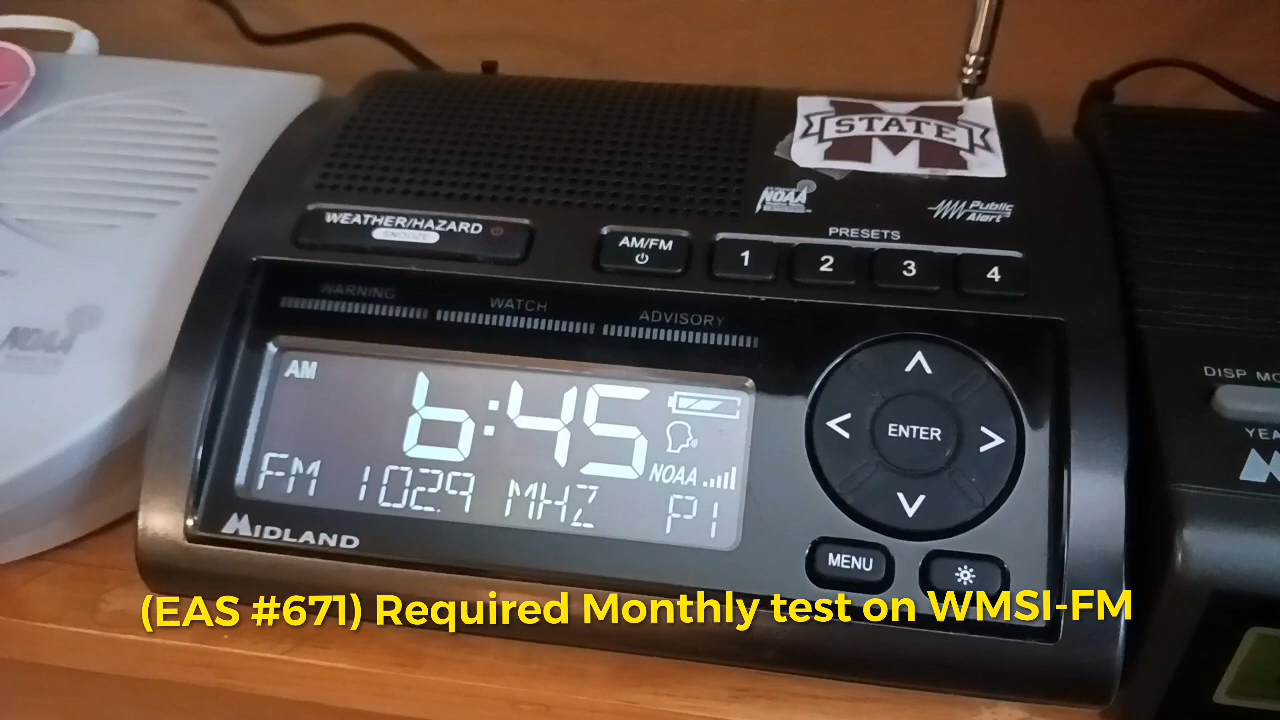 M
STATE
NOAA
Public
Alert
WEATHER/HAZARD
SNOOZE
AM/FM
PRESETS
1 2 3 4
WARNING
WATCH
ADVISORY
AM
6:45
NOAA
FM 102.9 MHZ P1
MIDLAND
ENTER
MENU
NOAA
DISP MO
YEA
M
(EAS #671) Required Monthly test on WMSI-FM